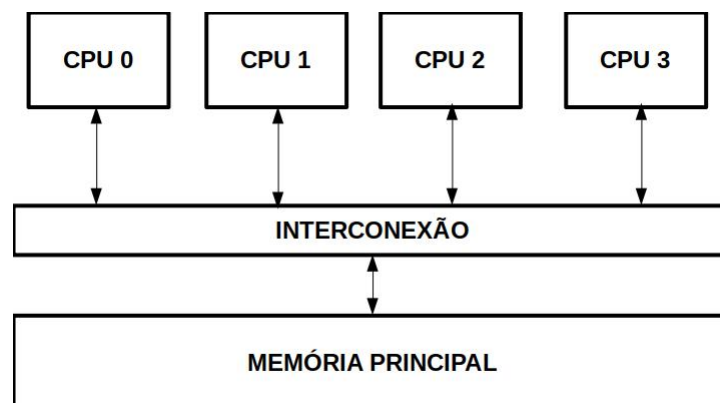 CPU 0
CPU 1
CPU 2
CPU 3
INTERCONEXÃO
MEMÓRIA PRINCIPAL